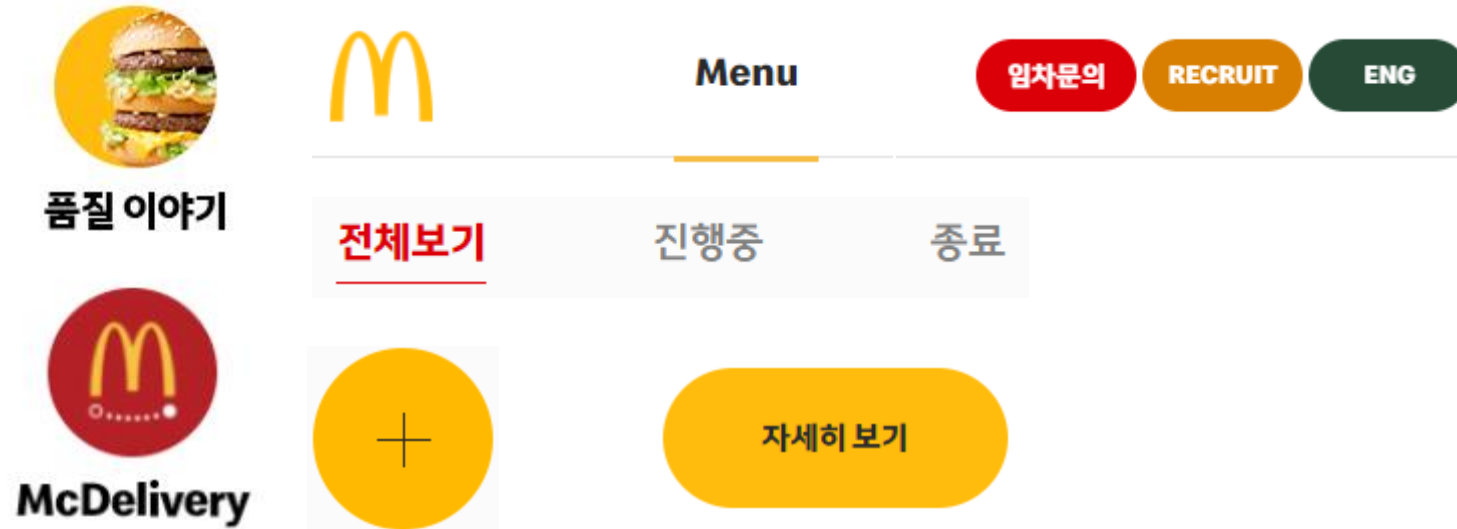 Menu
임차문의
RECRUIT
ENG
품질 이야기
전체보기
진행중
종료
자세히 보기
McDelivery